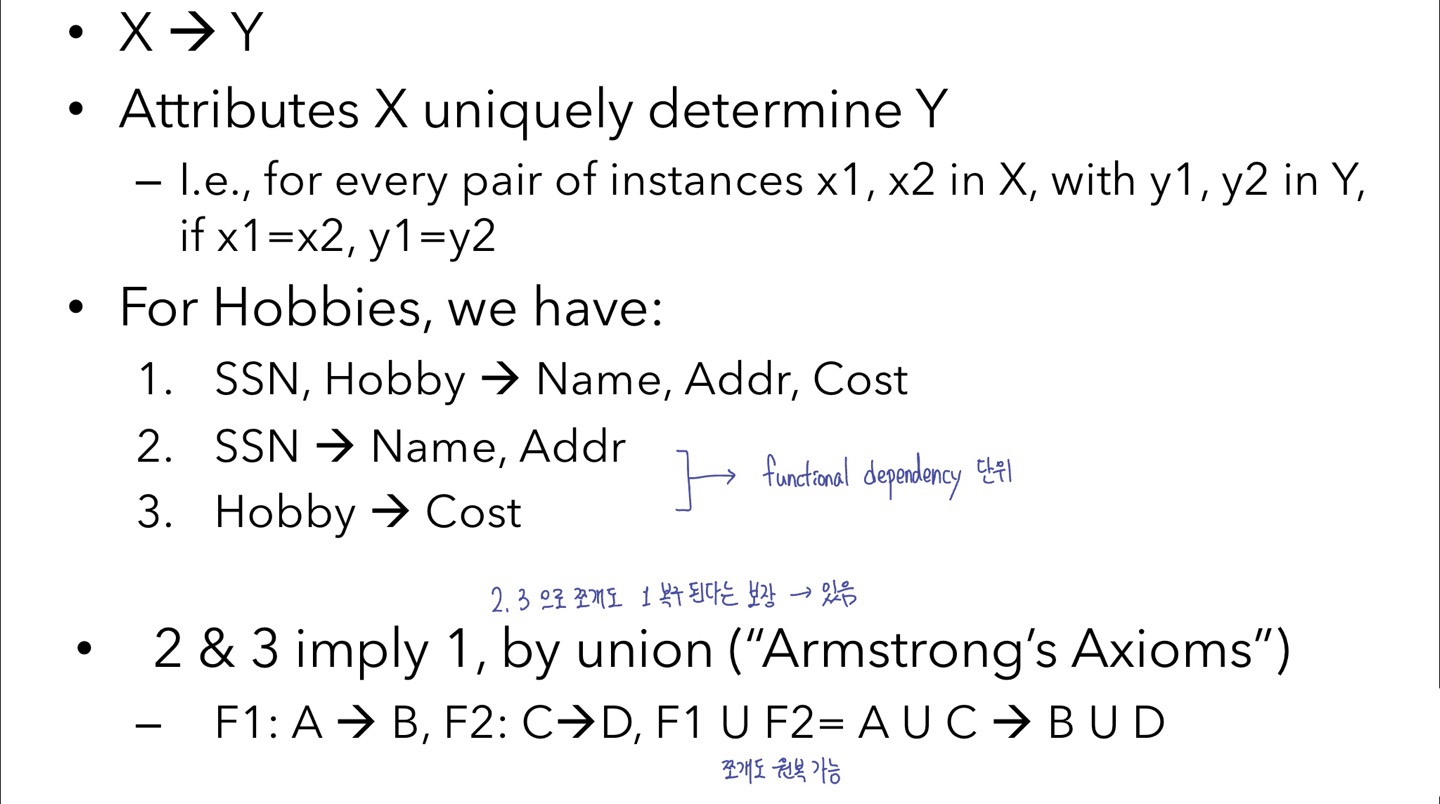 • X → Y
• Attributes X uniquely determine Y
– I.e., for every pair of instances x1, x2 in X, with y1, y2 in Y,
if x1=x2, y1=y2
• For Hobbies, we have:
1. SSN, Hobby → Name, Addr, Cost
2. SSN → Name, Addr
functional dependency 단위
3. Hobby → Cost
2, 3 으로 쪼개도 1 복구 된다는 보장 → 있음
• 2 & 3 imply 1, by union (“Armstrong’s Axioms”)
– F1: A → B, F2: C→D, F1 U F2= A U C → B U D
쪼개도 원복 가능